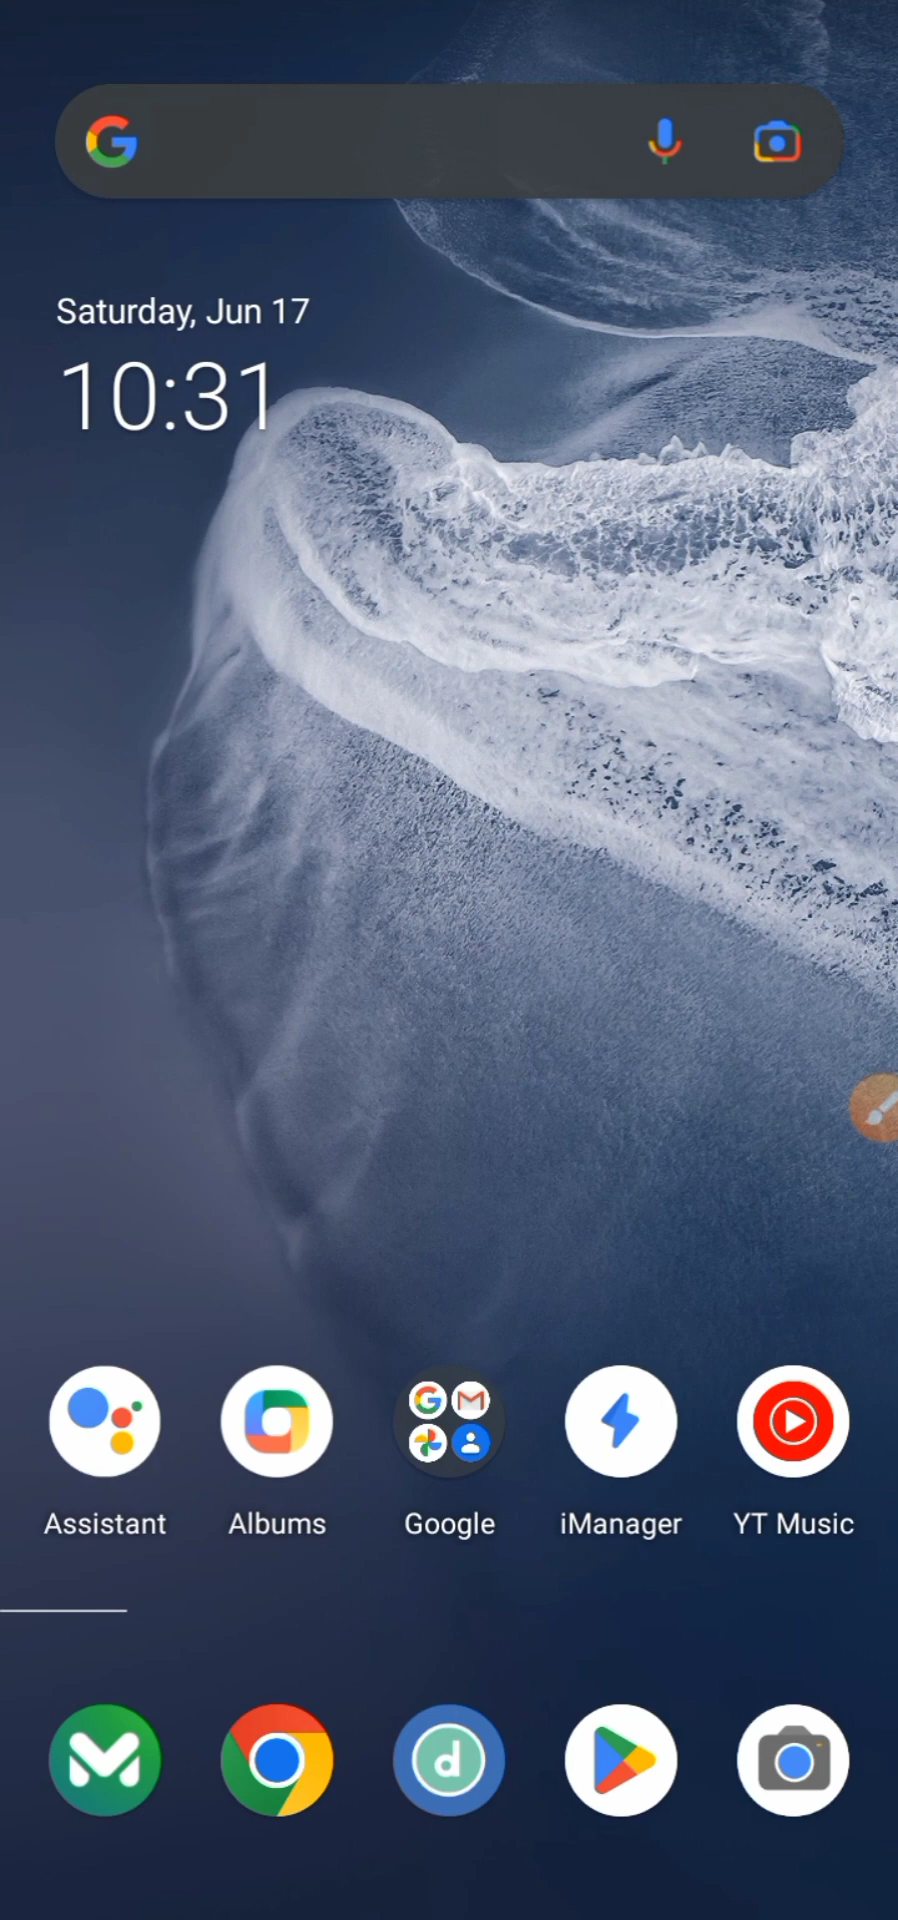 Saturday, Jun 17
10:31
Assistant
Albums
Google
iManager
YT Music